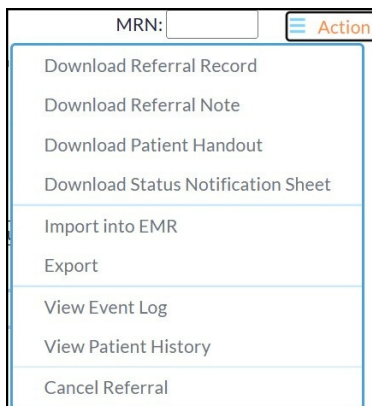 MRN: Action
Download Referral Record
Download Referral Note
Download Patient Handout
Download Status Notification Sheet
Import into EMR
Export
View Event Log
View Patient History
Cancel Referral